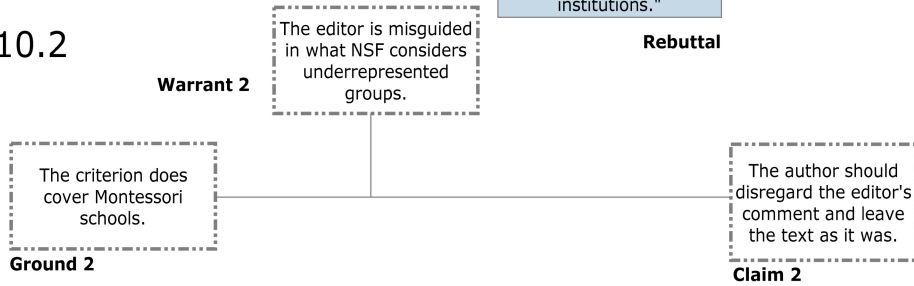 institutions."
10.2
Rebuttal
The editor is misguided
in what NSF considers
underrepresented
groups.
Warrant 2
The criterion does
cover Montessori
schools.
Ground 2
The author should
disregard the editor's
comment and leave
the text as it was.
Claim 2